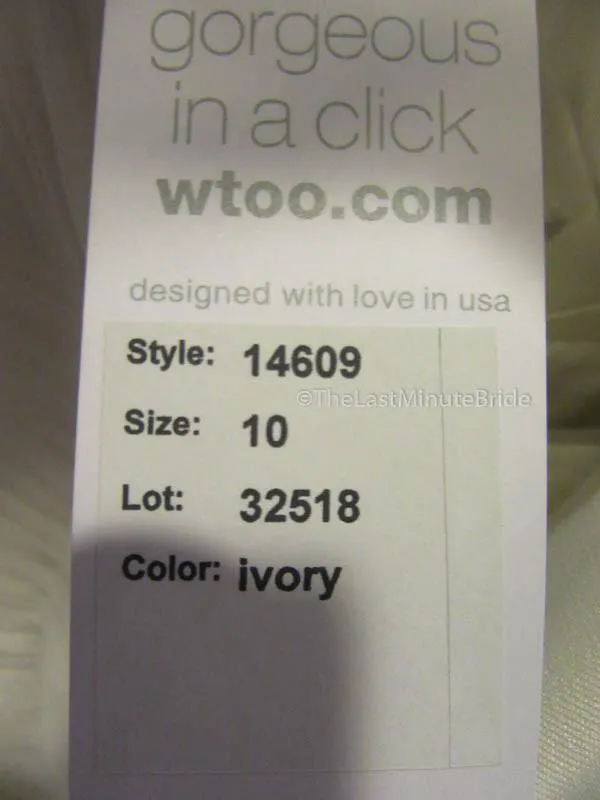 gorgeous
in a click
wtoo.com
designed with love in usa
Style: 14609
©TheLastMinuteBride
Size: 10
Lot: 32518
Color: ivory